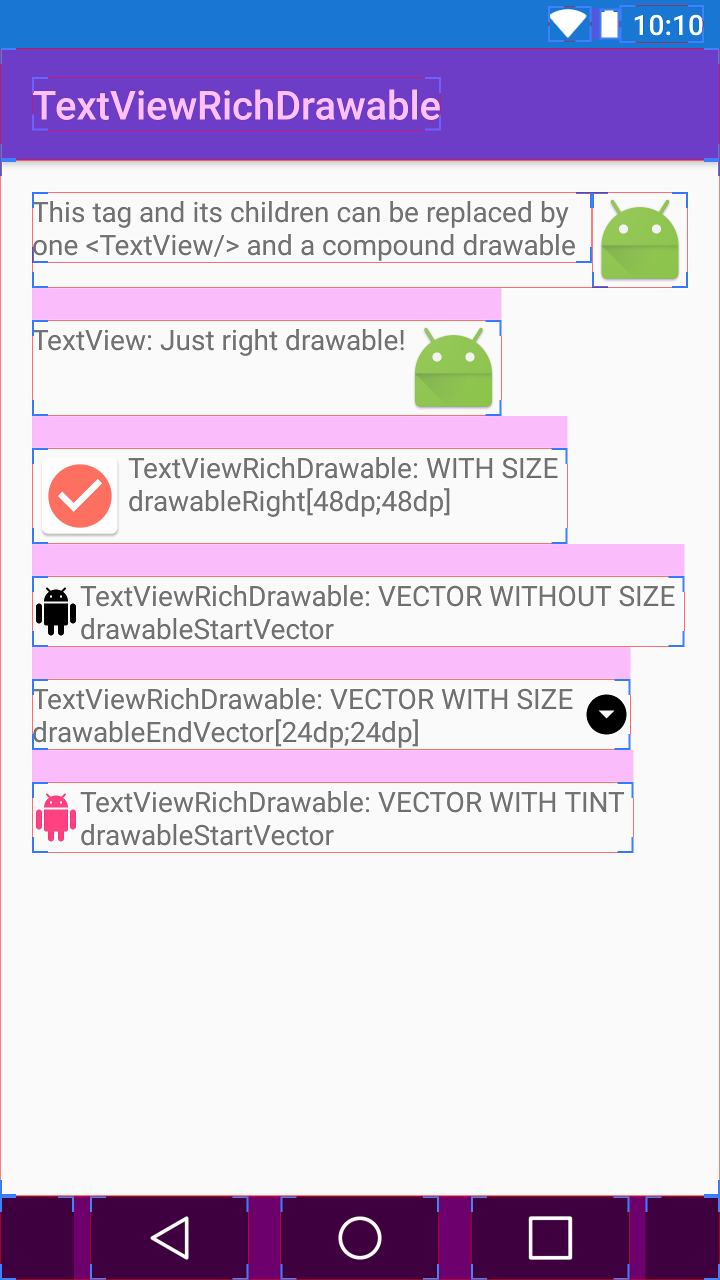 10:10
TextViewRichDrawable
This tag and its children can be replaced by
one <TextView/> and a compound drawable
TextView: Just right drawable!
TextViewRichDrawable: WITH SIZE
drawableRight[48dp;48dp]
TextViewRichDrawable: VECTOR WITHOUT SIZE
drawableStartVector
TextViewRichDrawable: VECTOR WITH SIZE
drawableEndVector[24dp;24dp]
TextViewRichDrawable: VECTOR WITH TINT
drawableStartVector